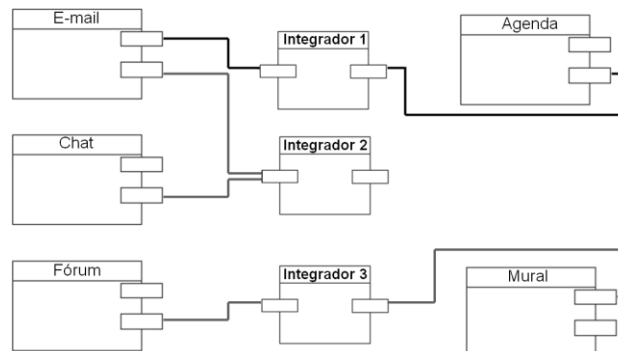 E-mail
Integrador 1
Agenda
Chat
Integrador 2
Fórum
Integrador 3
Mural